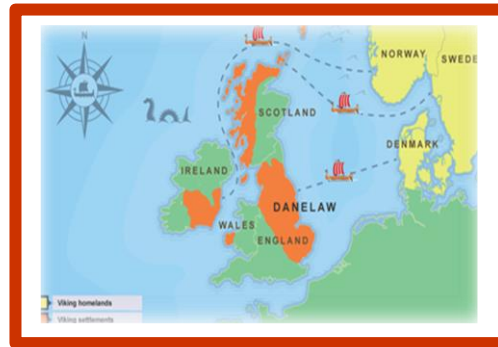 N
NORWAY
SWEDE
SCOTLAND
DENMARK
IRELAND
DANELAW
WALES
ENGLAND
Viking homelands
Viking settlements